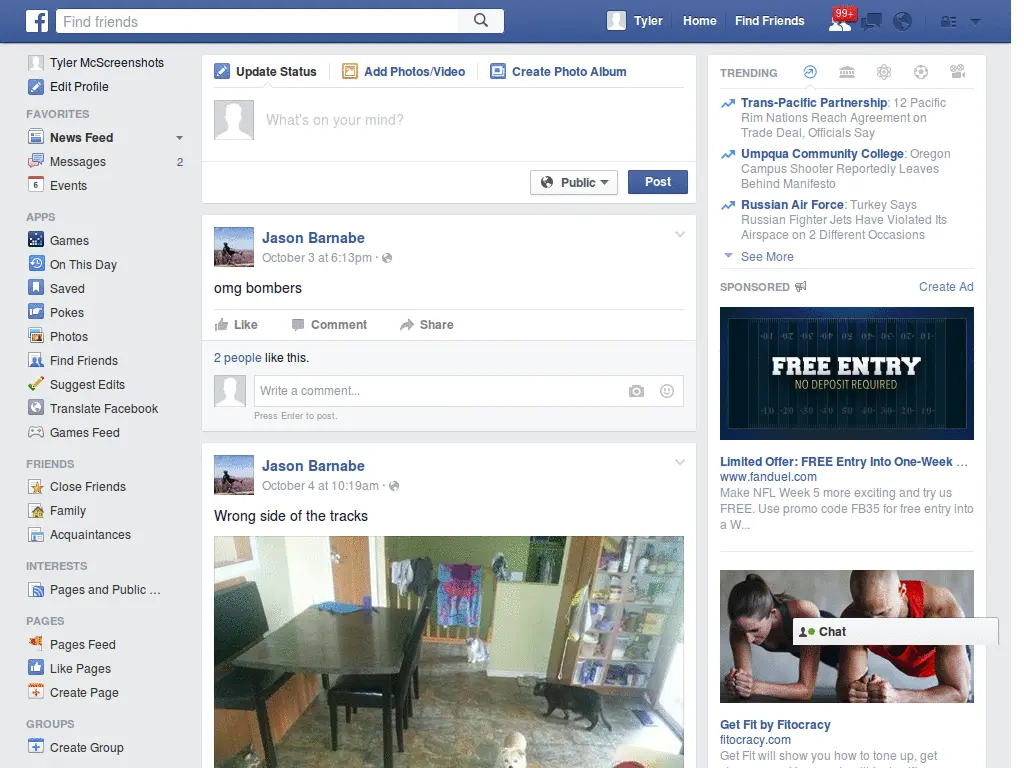 f
Find friends
Tyler
Home
Find Friends
99+
Tyler McScreenshots
Edit Profile
FAVORITES
News Feed
Messages 2
6 Events
APPS
Games
On This Day
Saved
Pokes
Photos
Find Friends
Suggest Edits
Translate Facebook
Games Feed
FRIENDS
Close Friends
Family
Acquaintances
INTERESTS
Pages and Public ...
PAGES
Pages Feed
Like Pages
Create Page
GROUPS
Create Group
Update Status
Add Photos/Video
Create Photo Album
What's on your mind?
Public
Post
Jason Barnabe
October 3 at 6:13pm ·
omg bombers
Like Comment Share
2 people like this.
Write a comment...
Press Enter to post.
Jason Barnabe
October 4 at 10:19am ·
Wrong side of the tracks
TRENDING
Trans-Pacific Partnership: 12 Pacific
Rim Nations Reach Agreement on
Trade Deal, Officials Say
Umpqua Community College: Oregon
Campus Shooter Reportedly Leaves
Behind Manifesto
Russian Air Force: Turkey Says
Russian Fighter Jets Have Violated Its
Airspace on 2 Different Occasions
See More
SPONSORED
Create Ad
FREE ENTRY
NO DEPOSIT REQUIRED
Limited Offer: FREE Entry Into One-Week ...
www.fanduel.com
Make NFL Week 5 more exciting and try us
FREE. Use promo code FB35 for free entry into
a W...
Chat
Get Fit by Fitocracy
fitocracy.com
Get Fit will show you how to tone up, get